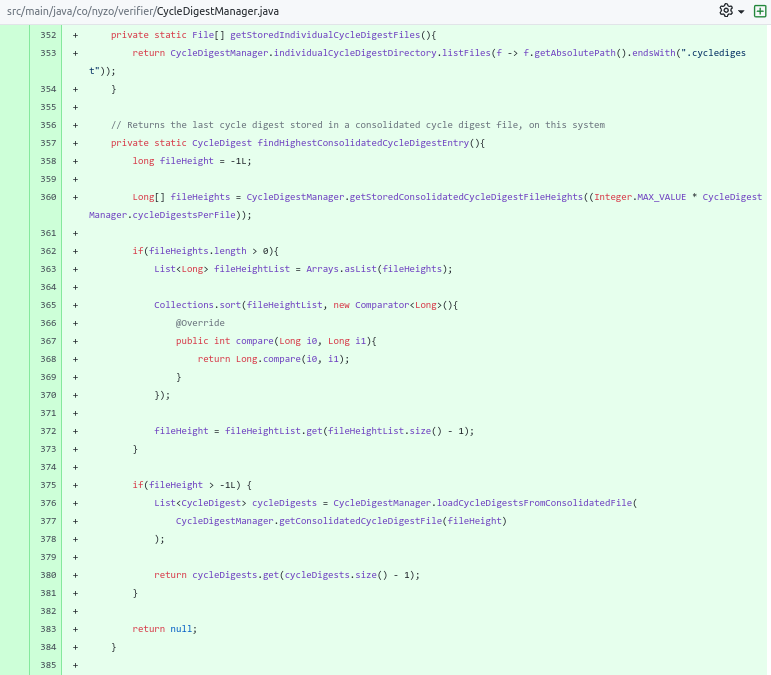 src/main/java/co/nyzo/verifier/CycleDigestManager.java
352 + private static File[] getStoredIndividualCycleDigestFiles(){
353 + return CycleDigestManager.individualCycleDigestDirectory.listFiles(f -> f.getAbsolutePath().endsWith(".cyclediges
t"));
354 + }
355 +
356 + // Returns the last cycle digest stored in a consolidated cycle digest file, on this system
357 + private static CycleDigest findHighestConsolidatedCycleDigestEntry(){
358 + long fileHeight = -1L;
359 +
360 + Long[] fileHeights = CycleDigestManager.getStoredConsolidatedCycleDigestFileHeights((Integer.MAX_VALUE * CycleDigest
Manager.cycleDigestsPerFile));
361 +
362 + if(fileHeights.length > 0){
363 + List<Long> fileHeightList = Arrays.asList(fileHeights);
364 +
365 + Collections.sort(fileHeightList, new Comparator<Long>(){
366 + @Override
367 + public int compare(Long i0, Long i1){
368 + return Long.compare(i0, i1);
369 + }
370 + });
371 +
372 + fileHeight = fileHeightList.get(fileHeightList.size() - 1);
373 + }
374 +
375 + if(fileHeight > -1L) {
376 + List<CycleDigest> cycleDigests = CycleDigestManager.loadCycleDigestsFromConsolidatedFile(
377 + CycleDigestManager.getConsolidatedCycleDigestFile(fileHeight)
378 + );
379 +
380 + return cycleDigests.get(cycleDigests.size() - 1);
381 + }
382 +
383 + return null;
384 + }
385 +